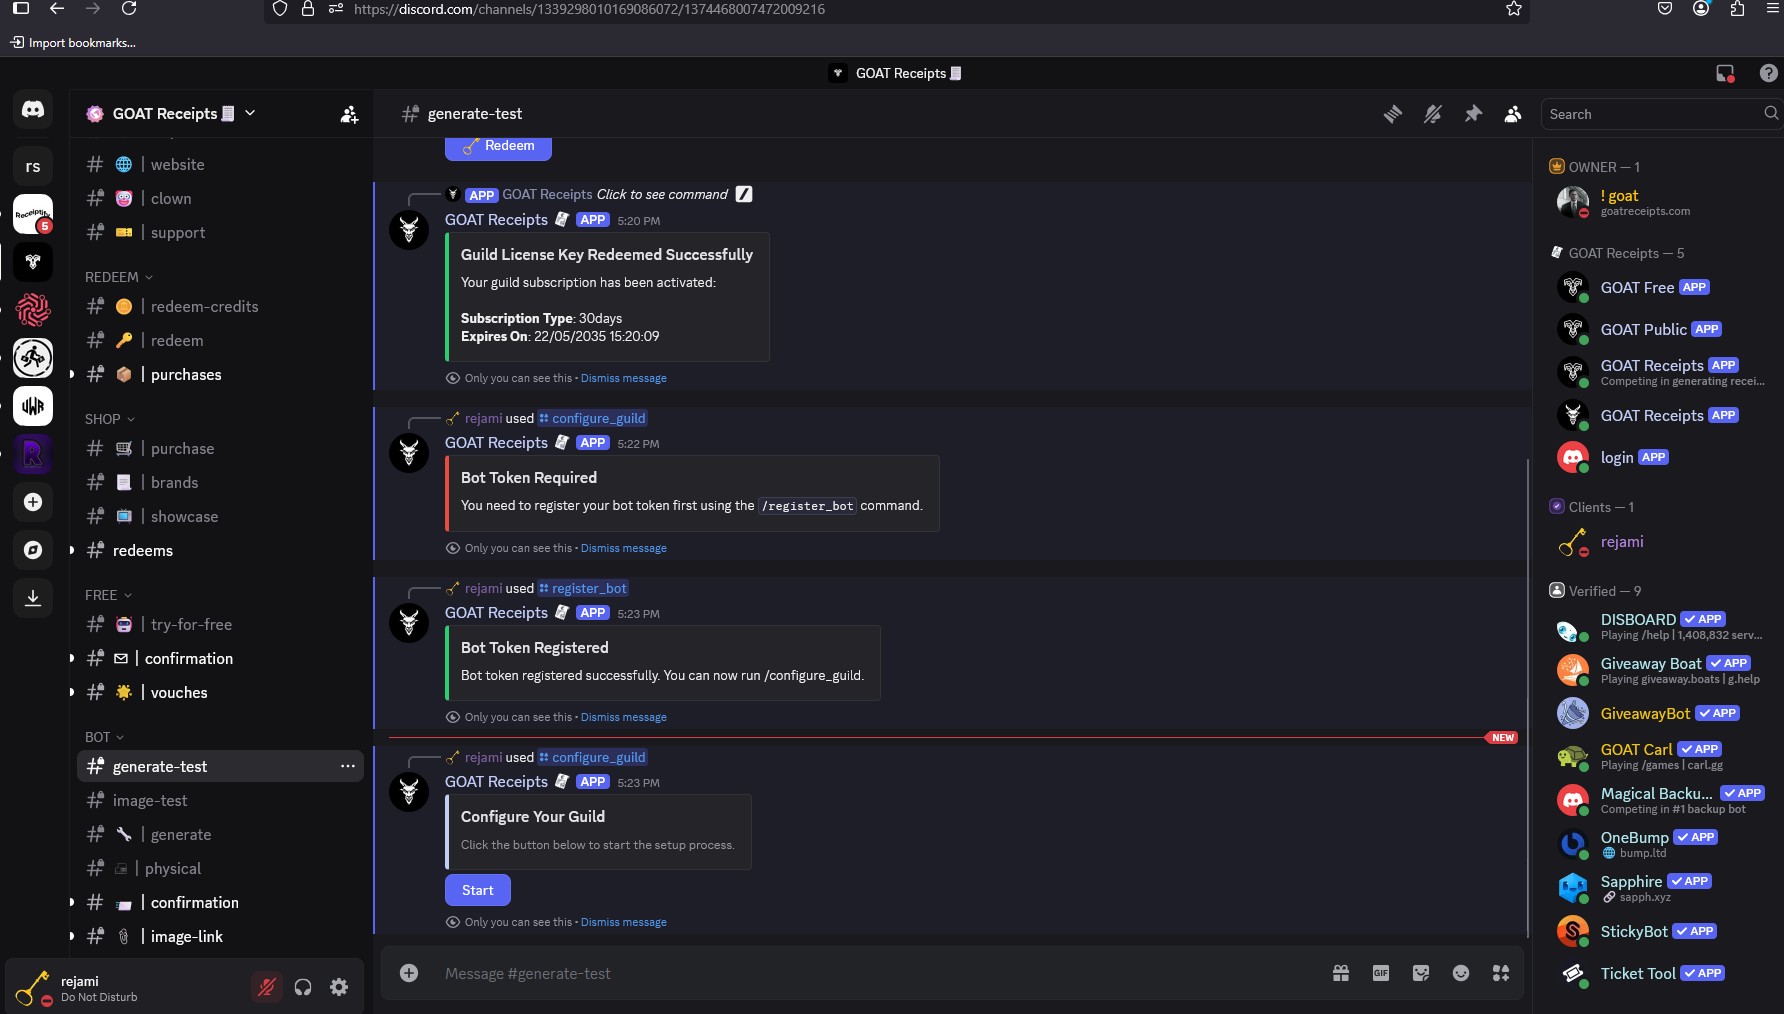 https://discord.com/channels/1339298010169086072/1374468007472009216
Import bookmarks...
GOAT Receipts
GOAT Receipts
generate-test
Search
rs
Receiptify
5
UWR
R
| website
| clown
| support
REDEEM
| redeem-credits
| redeem
| purchases
SHOP
| purchase
| brands
| showcase
redeems
FREE
| try-for-free
| confirmation
| vouches
BOT
generate-test
image-test
| generate
| physical
| confirmation
| image-link
rejami
Do Not Disturb
Redeem
APP GOAT Receipts Click to see command
GOAT Receipts APP 5:20 PM
Guild License Key Redeemed Successfully
Your guild subscription has been activated:
Subscription Type: 30days
Expires On: 22/05/2035 15:20:09
Only you can see this • Dismiss message
rejami used configure_guild
GOAT Receipts APP 5:22 PM
Bot Token Required
You need to register your bot token first using the /register_bot command.
Only you can see this • Dismiss message
rejami used register_bot
GOAT Receipts APP 5:23 PM
Bot Token Registered
Bot token registered successfully. You can now run /configure_guild.
Only you can see this • Dismiss message
NEW
rejami used configure_guild
GOAT Receipts APP 5:23 PM
Configure Your Guild
Click the button below to start the setup process.
Start
Only you can see this • Dismiss message
Message #generate-test
GIF
OWNER — 1
! goat
goatreceipts.com
GOAT Receipts — 5
GOAT Free APP
GOAT Public APP
GOAT Receipts APP
Competing in generating recei...
GOAT Receipts APP
login APP
Clients — 1
rejami
Verified — 9
DISBOARD APP
Playing /help | 1,408,832 serv...
Giveaway Boat APP
Playing giveaway.boats | g.help
GiveawayBot APP
GOAT Carl APP
Playing /games | carl.gg
Magical Backu... APP
Competing in #1 backup bot
OneBump APP
bump.ltd
Sapphire APP
sapph.xyz
StickyBot APP
Ticket Tool APP